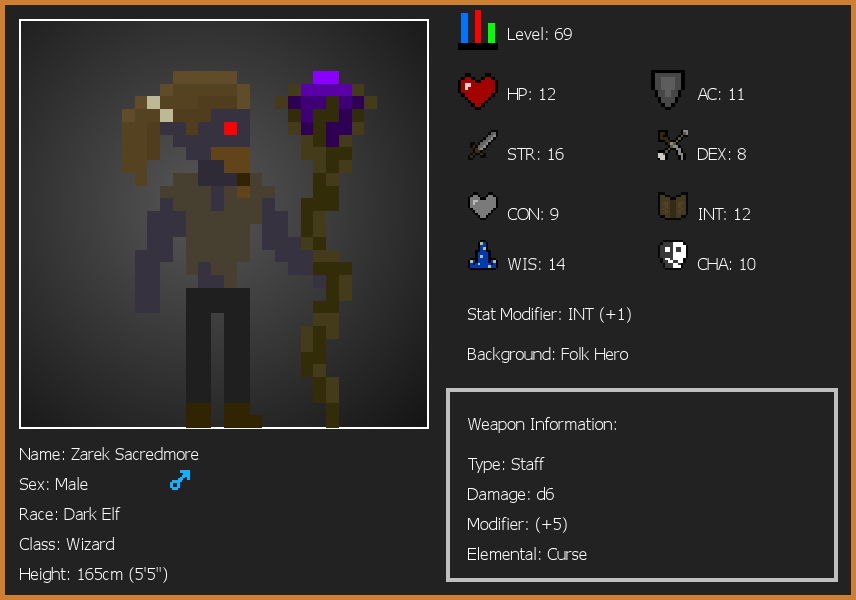 Level: 69
HP: 12
AC: 11
STR: 16
DEX: 8
CON: 9
INT: 12
WIS: 14
CHA: 10
Stat Modifier: INT (+1)
Background: Folk Hero
Weapon Information:
Type: Staff
Damage: d6
Modifier: (+5)
Elemental: Curse
Name: Zarek Sacredmore
Sex: Male
Race: Dark Elf
Class: Wizard
Height: 165cm (5'5")